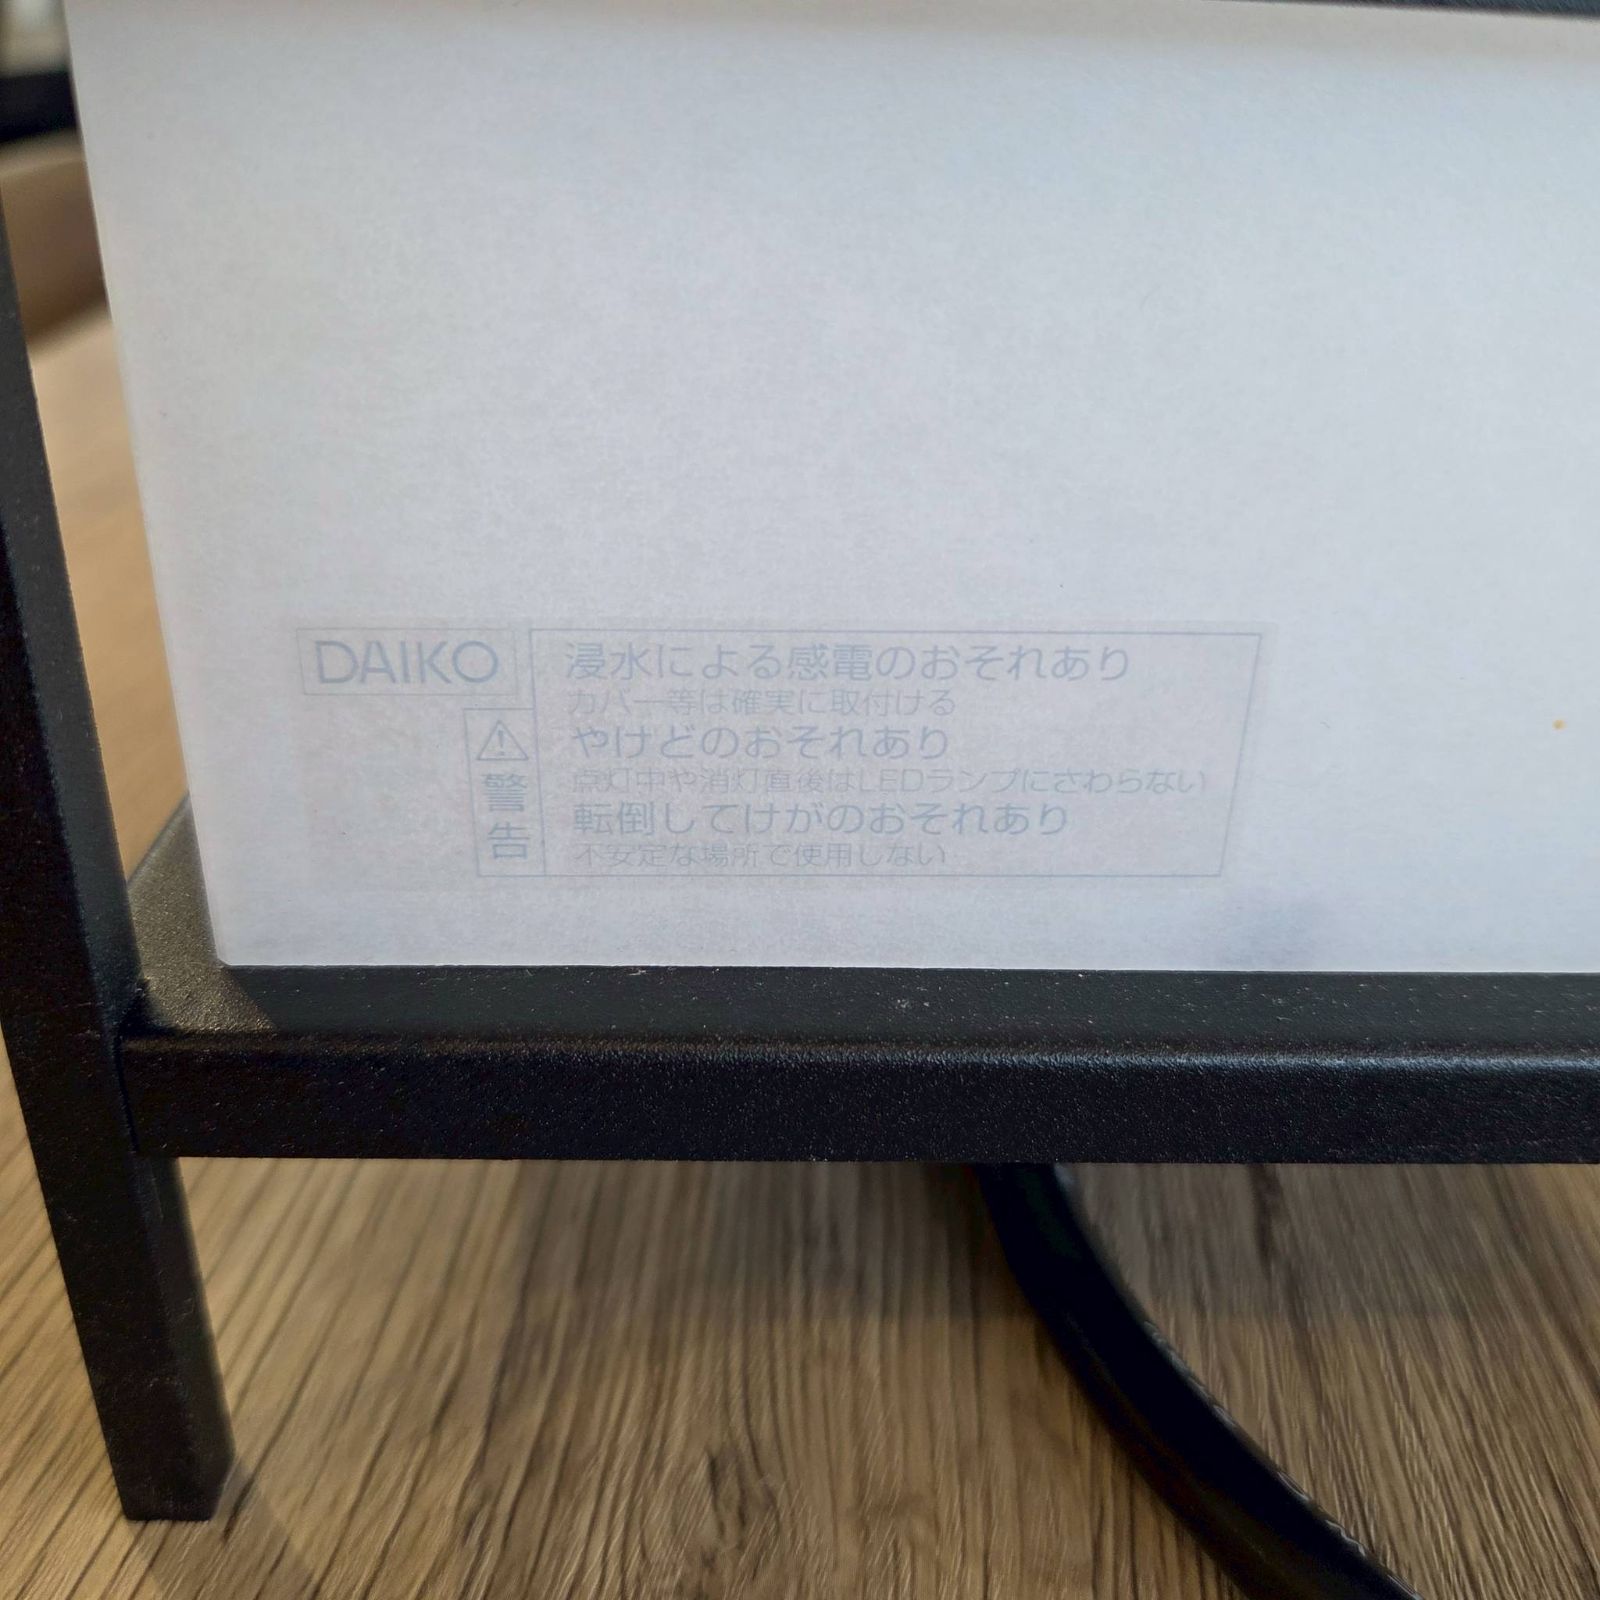 DAIKO
⚠警告
浸水による感電のおそれあり
カバー等は確実に取付ける
やけどのおそれあり
点灯中や消灯直後はLEDランプにさわらない
転倒してけがのおそれあり
不安定な場所で使用しない